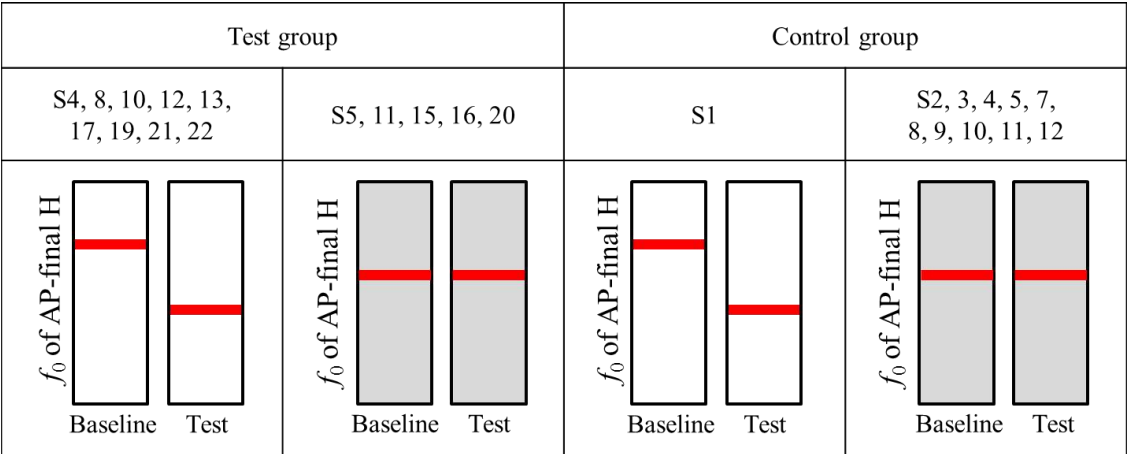 Test group
Control group
S4, 8, 10, 12, 13,
17, 19, 21, 22
S5, 11, 15, 16, 20
S1
S2, 3, 4, 5, 7,
8, 9, 10, 11, 12
f0 of AP-final H
Baseline Test
f0 of AP-final H
Baseline Test
f0 of AP-final H
Baseline Test
f0 of AP-final H
Baseline Test